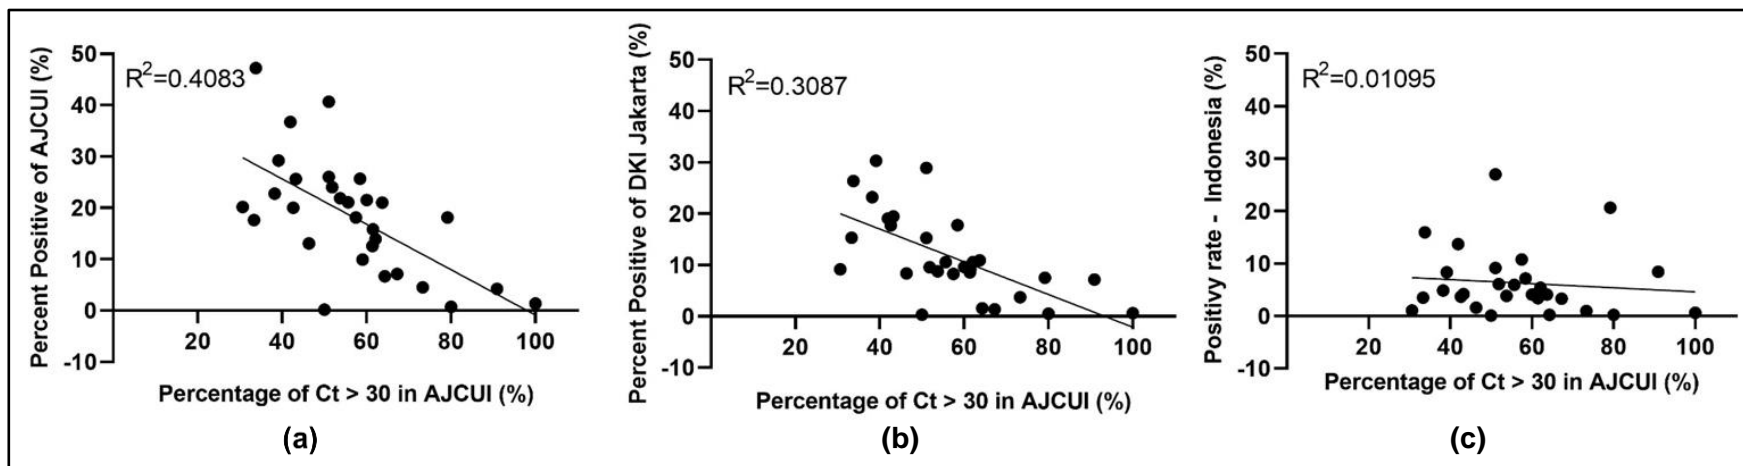 Percent Positive of AJCUI (%)
50
40
30
20
10
0
-10
R²=0.4083
20 40 60 80 100
Percentage of Ct > 30 in AJCUI (%)
(a)
Percent Positive of DKI Jakarta (%)
50
40
30
20
10
0
-10
R²=0.3087
20 40 60 80 100
Percentage of Ct > 30 in AJCUI (%)
(b)
Positivy rate - Indonesia (%)
50
40
30
20
10
0
-10
R²=0.01095
20 40 60 80 100
Percentage of Ct > 30 in AJCUI (%)
(c)